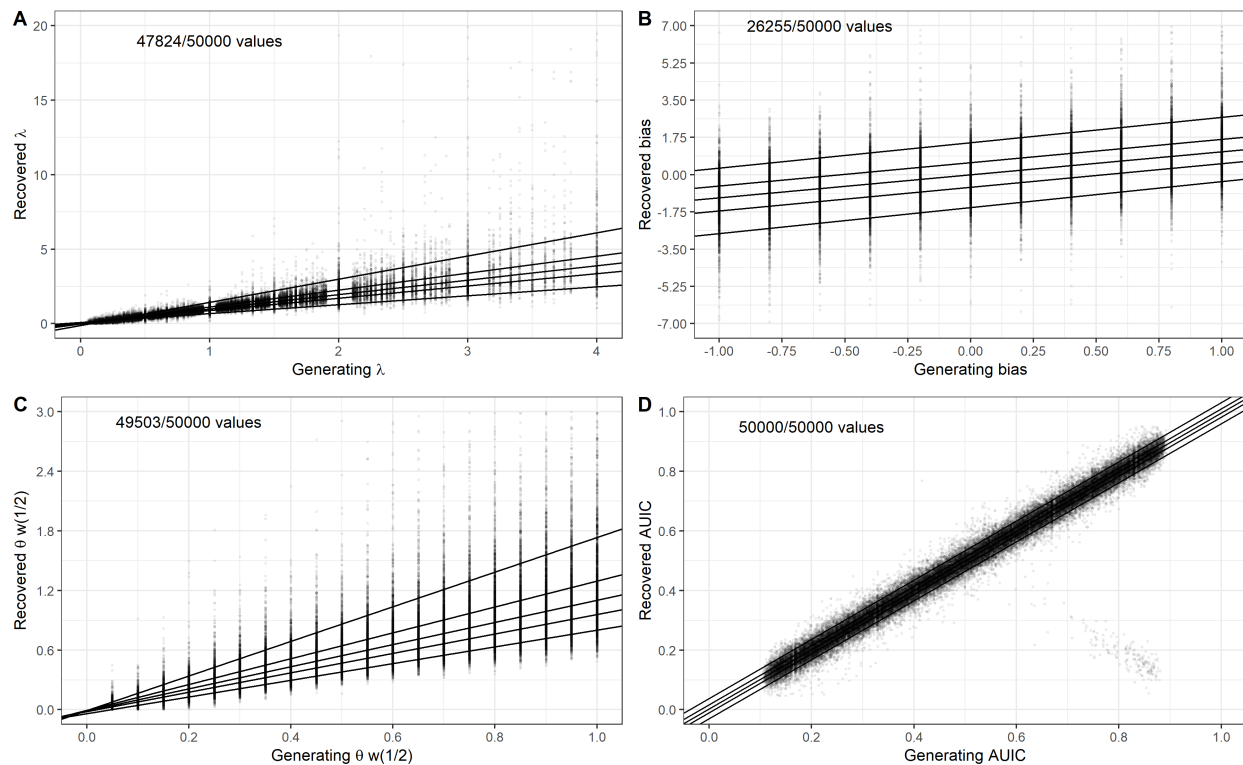 A
47824/50000 values
20
15
10
5
0
Recovered λ
0 1 2 3 4
Generating λ
B
26255/50000 values
7.00
5.25
3.50
1.75
0.00
-1.75
-3.50
-5.25
-7.00
Recovered bias
-1.00 -0.75 -0.50 -0.25 0.00 0.25 0.50 0.75 1.00
Generating bias
C
49503/50000 values
3.0
2.4
1.8
1.2
0.6
0.0
Recovered θ w(1/2)
0.0 0.2 0.4 0.6 0.8 1.0
Generating θ w(1/2)
D
50000/50000 values
1.0
0.8
0.6
0.4
0.2
0.0
Recovered AUIC
0.0 0.2 0.4 0.6 0.8 1.0
Generating AUIC